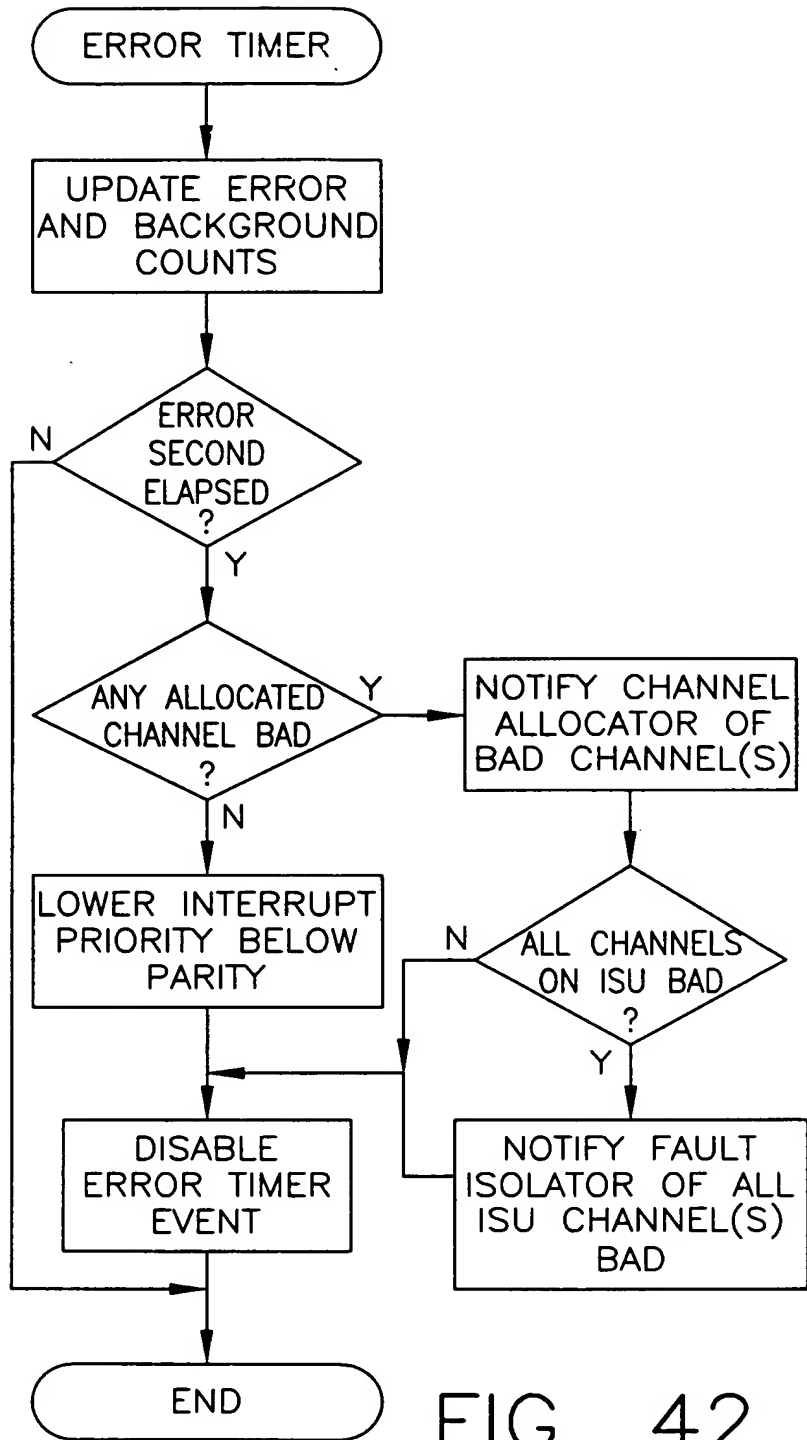 ERROR TIMER
UPDATE ERROR
AND BACKGROUND
COUNTS
ERROR
SECOND
ELAPSED
?
N
Y
ANY ALLOCATED
CHANNEL BAD
?
Y
N
NOTIFY CHANNEL
ALLOCATOR OF
BAD CHANNEL(S)
LOWER INTERRUPT
PRIORITY BELOW
PARITY
ALL CHANNELS
ON ISU BAD
?
N
Y
DISABLE
ERROR TIMER
EVENT
NOTIFY FAULT
ISOLATOR OF ALL
ISU CHANNEL(S)
BAD
END
FIG. 42